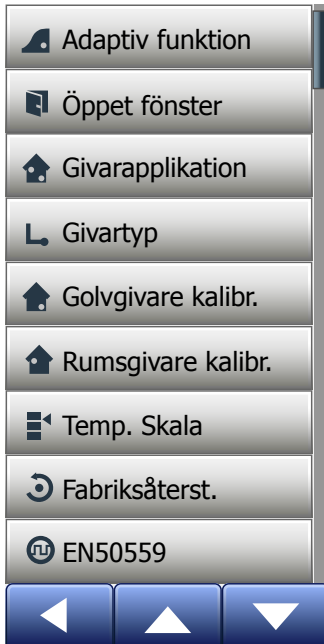 Adaptiv funktion
Öppet fönster
Givarapplikation
Givartyp
Golvgivare kalibr.
Rumsgivare kalibr.
Temp. Skala
Fabriksåterst.
EN50559